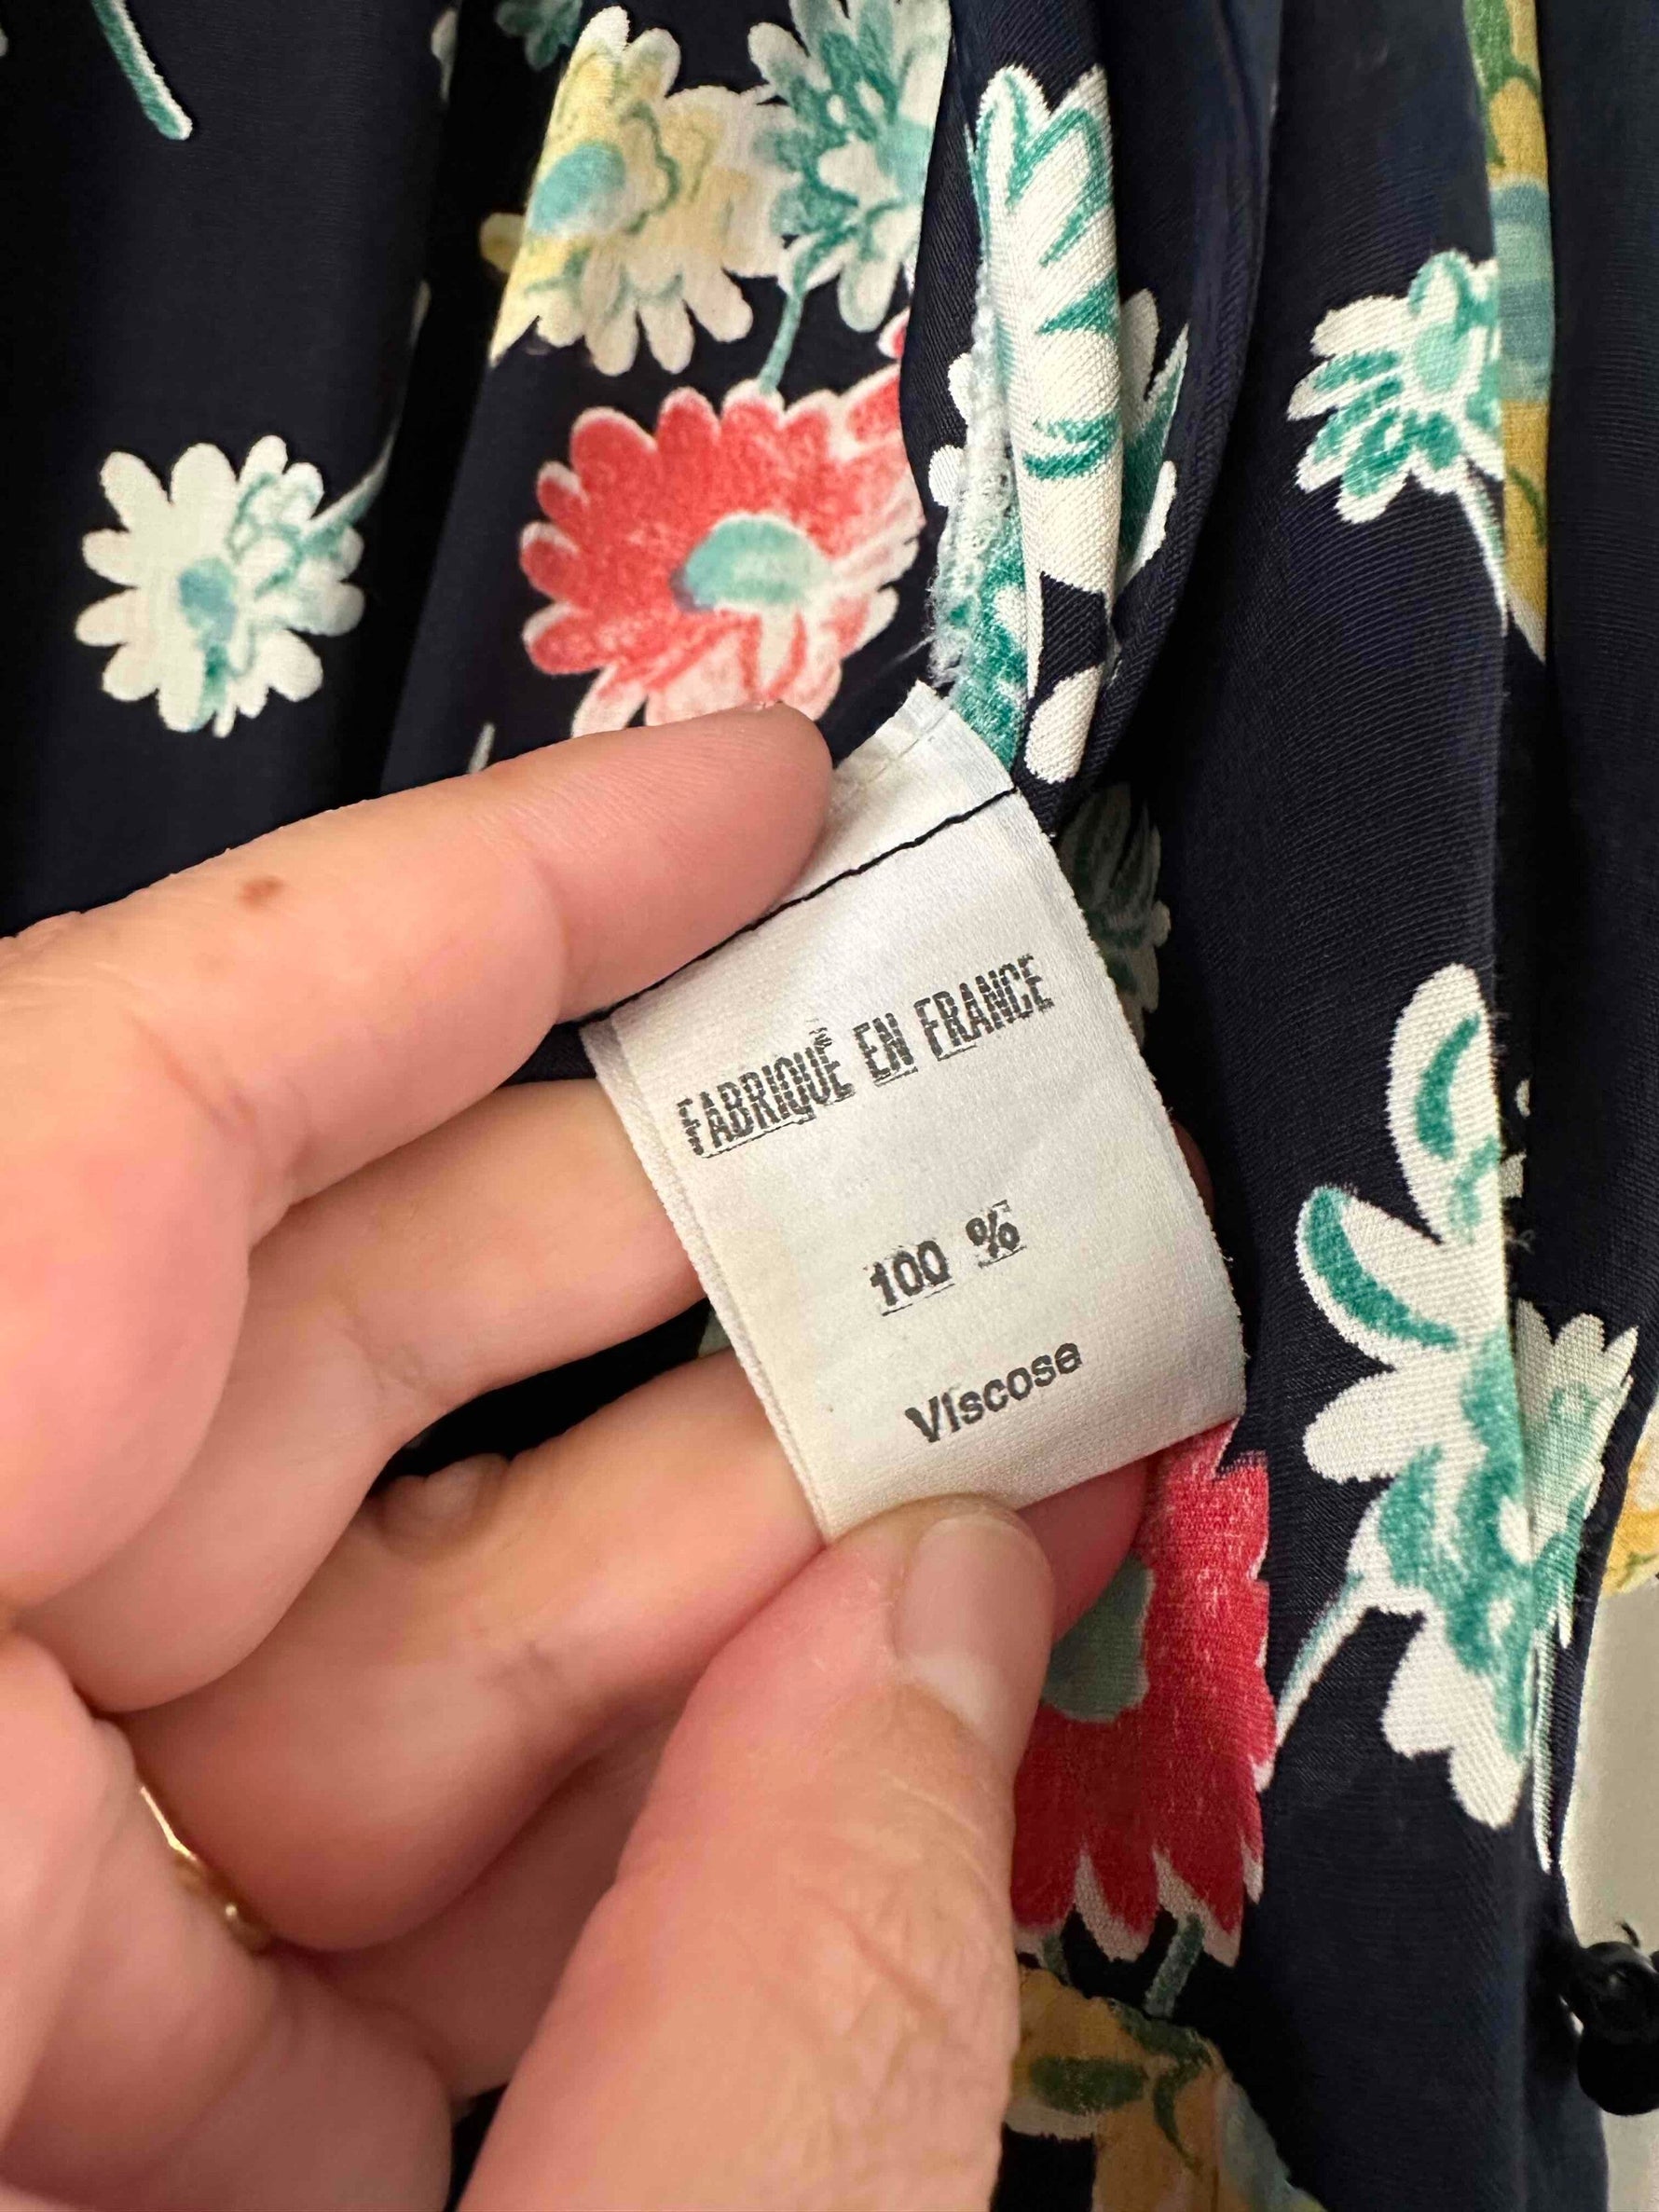 FABRIQUÉ EN FRANCE
100 %
Viscose